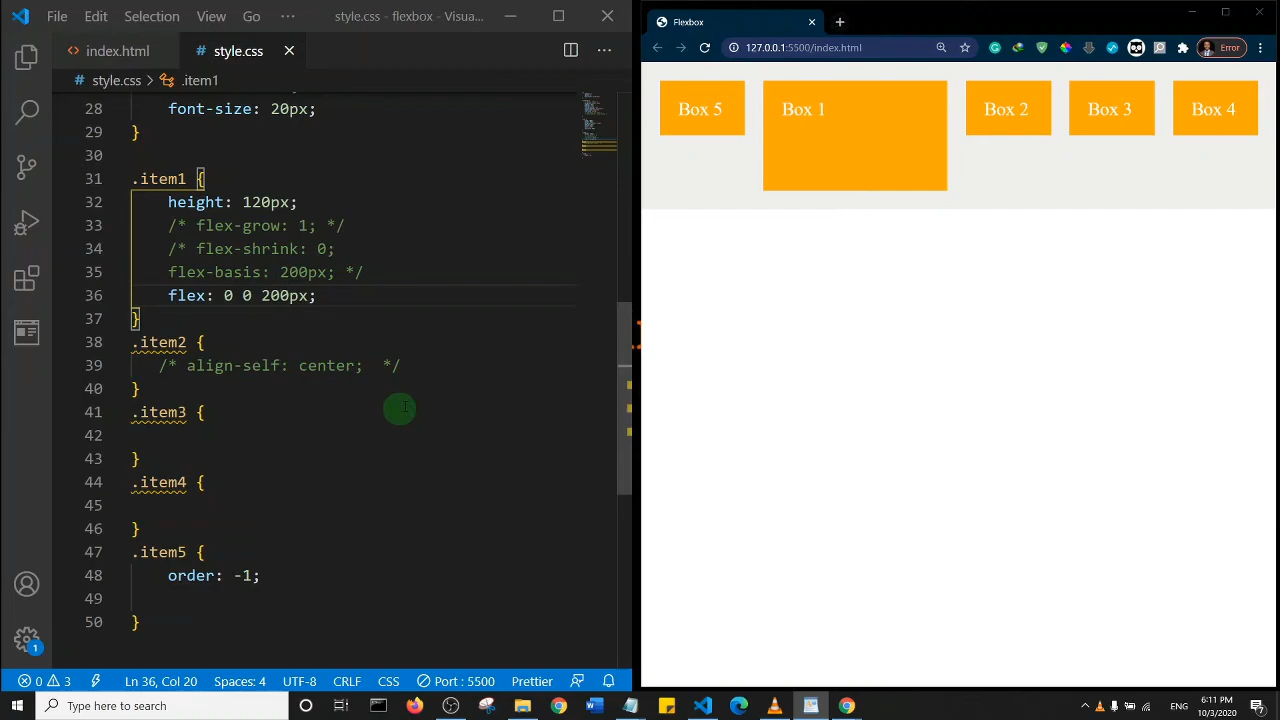 File Edit Selection View Go ··· style.css - flexbox - Visua...
index.html style.css
style.css > .item1
28 font-size: 20px;
29 }
30
31 .item1 {
32 height: 120px;
33 /* flex-grow: 1; */
34 /* flex-shrink: 0;
35 flex-basis: 200px; */
36 flex: 0 0 200px;
37 }
38 .item2 {
39 /* align-self: center;  */
40 }
41 .item3 {
42
43 }
44 .item4 {
45
46 }
47 .item5 {
48 order: -1;
49
50 }
1
0 3 Ln 36, Col 20 Spaces: 4 UTF-8 CRLF CSS Port : 5500 Prettier
Flexbox
127.0.0.1:5500/index.html Error
Box 5 Box 1 Box 2 Box 3 Box 4
Type here to search
ENG 6:11 PM
10/3/2020